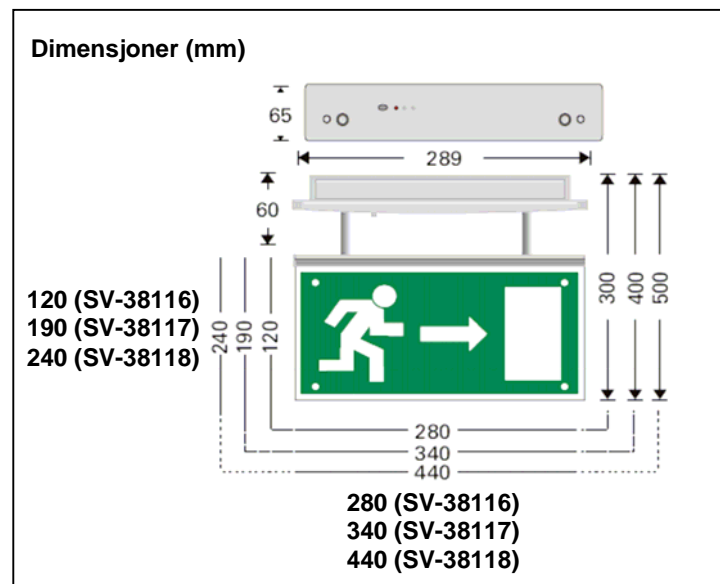 Dimensjoner (mm)
65
289
60
300
400
500
120 (SV-38116)
190 (SV-38117)
240 (SV-38118)
240
190
120
280
340
440
280 (SV-38116)
340 (SV-38117)
440 (SV-38118)